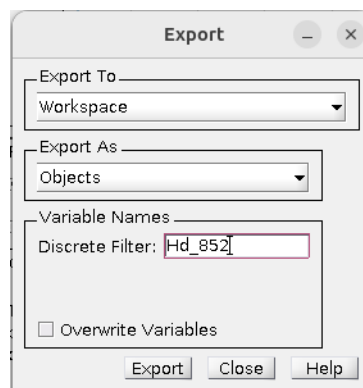 Export
Export To
Workspace
Export As
Objects
Variable Names
Discrete Filter: Hd_852
Overwrite Variables
Export Close Help